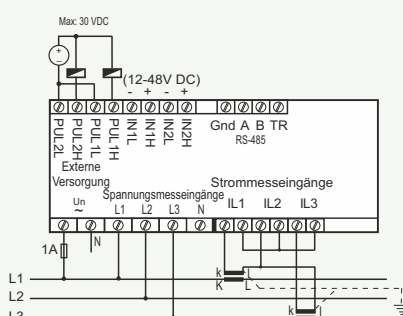 Max: 30 VDC
+
−
(12-48V DC)
- + - +
PUL2L PUL2H PUL1L PUL1H IN1L IN1H IN2L IN2H Gnd A B TR
RS-485
Externe
Versorgung
Un
~
Spannungsmesseingänge
Strommesseingänge
L1 L2 L3 N IL1 IL2 IL3
1A N
k l
L1 K L
L2
k l
L3